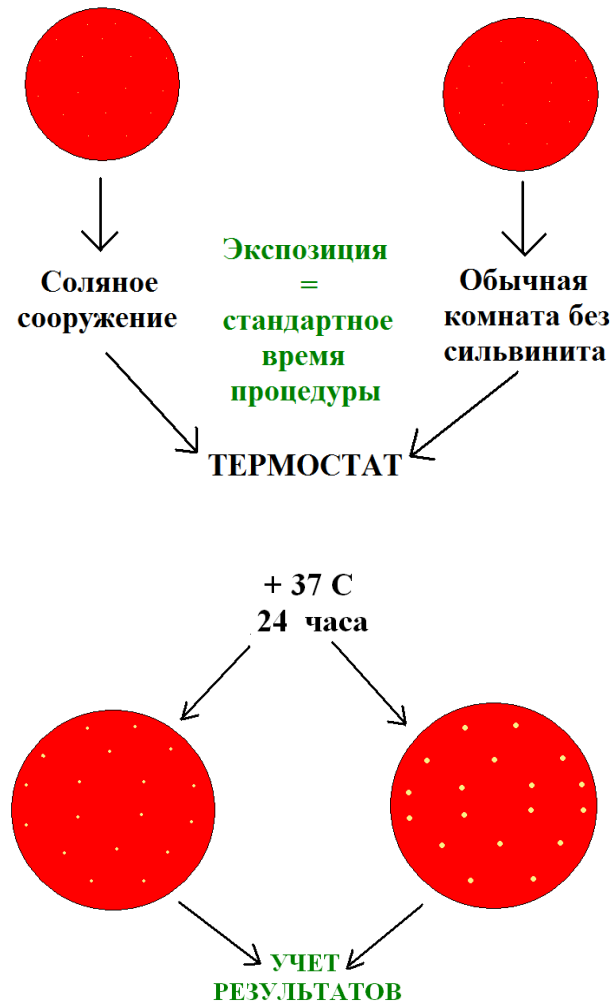 Соляное
сооружение
Экспозиция
=
стандартное
время
процедуры
Обычная
комната без
сильвинита
ТЕРМОСТАТ
+ 37 С
24 часа
УЧЕТ
РЕЗУЛЬТАТОВ